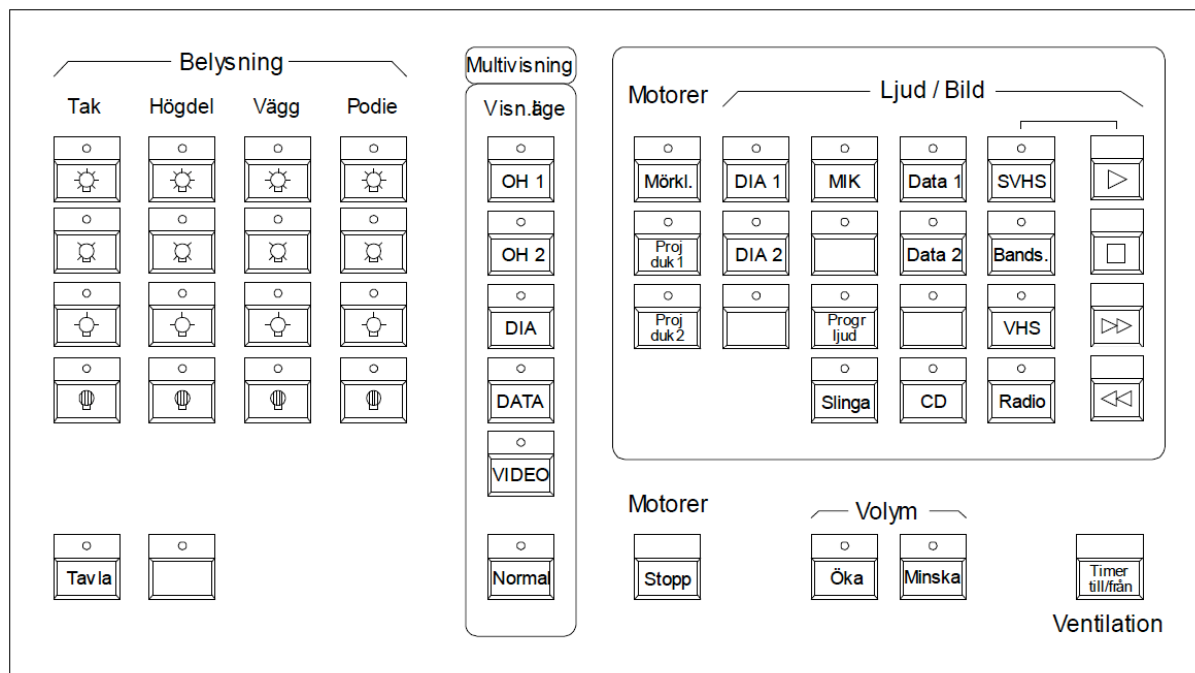 Belysning
Tak Högdel Vägg Podie
Tavla
Multivisning
Visn.läge
OH 1
OH 2
DIA
DATA
VIDEO
Normal
Motorer Ljud / Bild
Mörkl. DIA 1 MIK Data 1 SVHS
Proj
duk 1
DIA 2 Data 2 Bands.
Proj
duk 2
Progr
ljud
VHS
Slinga CD Radio
Motorer
Stopp
Volym
Öka Minska
Timer
till/från
Ventilation